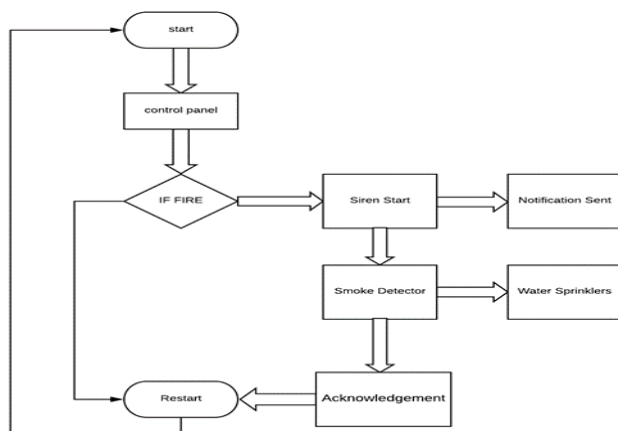 start
control panel
IF FIRE
Siren Start
Notification Sent
Smoke Detector
Water Sprinklers
Restart
Acknowledgement